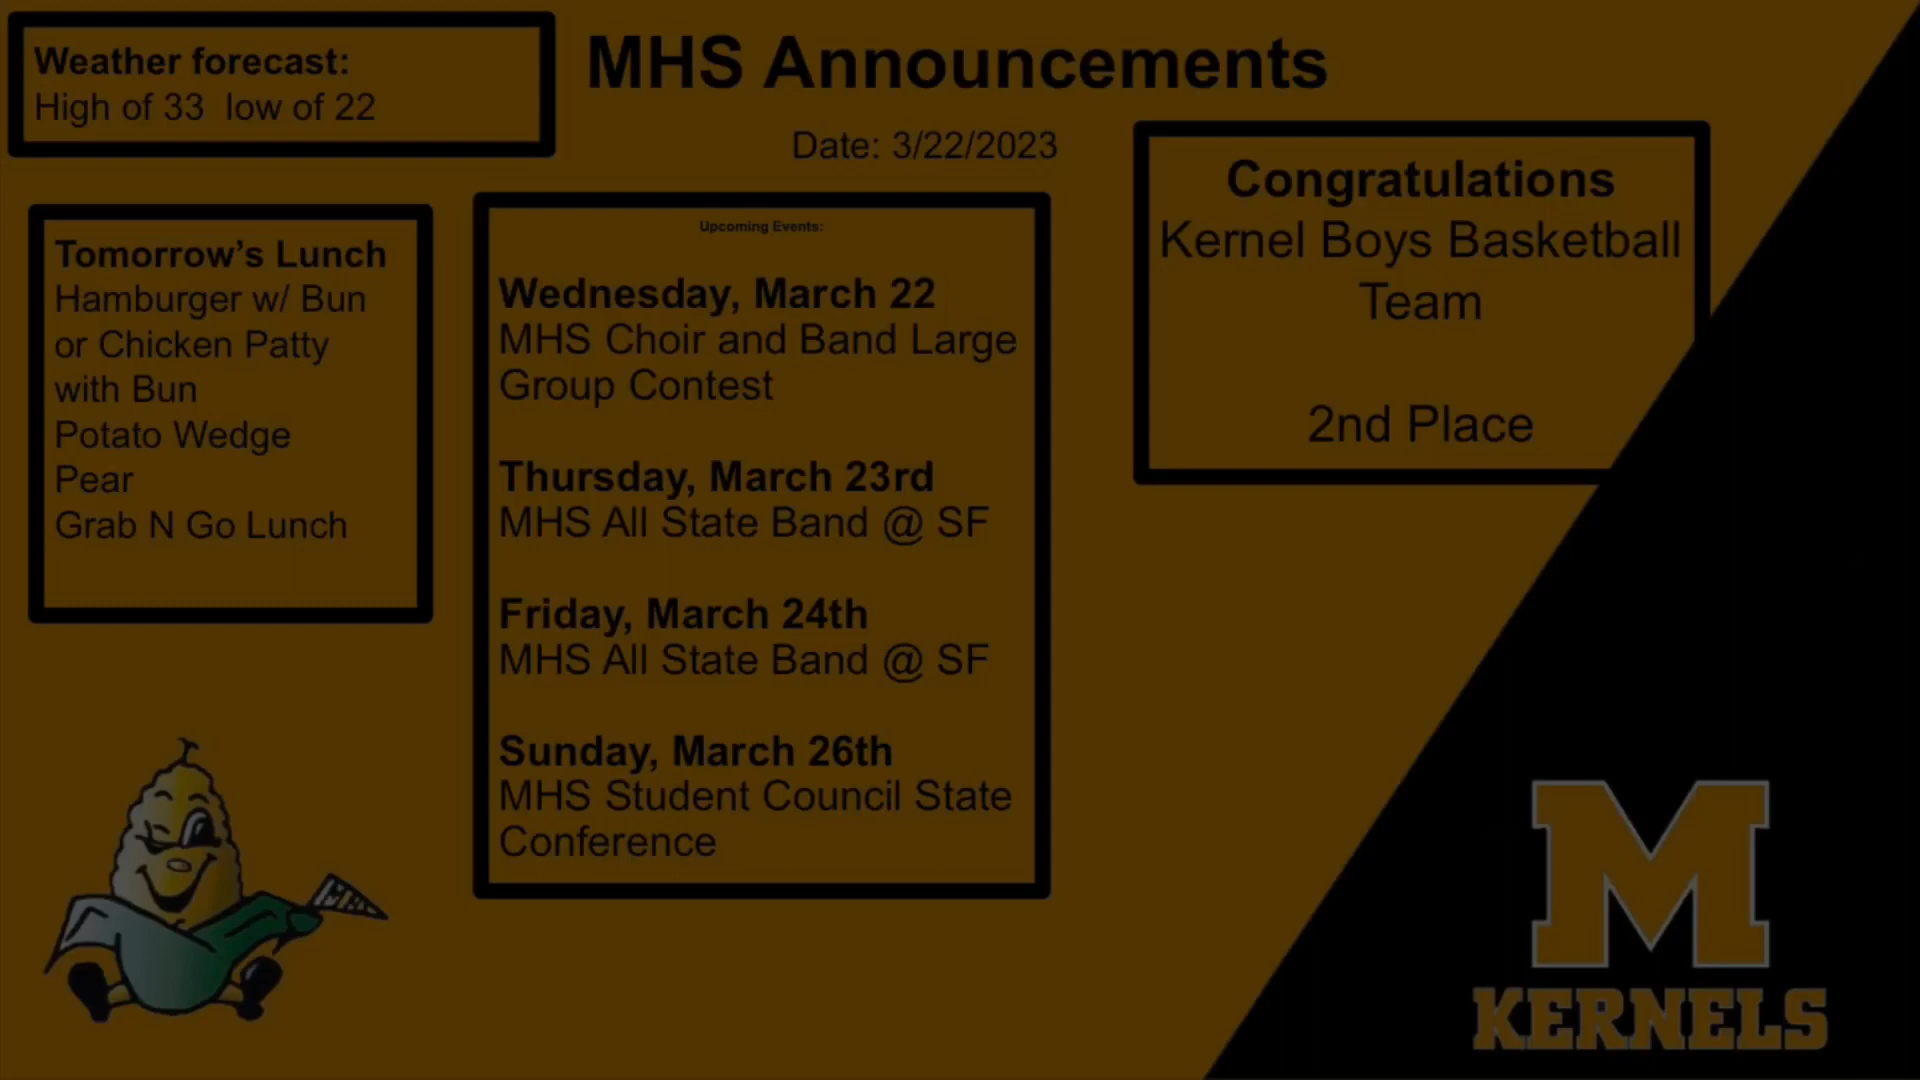 Weather forecast:
High of 33 low of 22
MHS Announcements
Date: 3/22/2023
Tomorrow’s Lunch
Hamburger w/ Bun
or Chicken Patty
with Bun
Potato Wedge
Pear
Grab N Go Lunch
Upcoming Events:
Wednesday, March 22
MHS Choir and Band Large
Group Contest
Thursday, March 23rd
MHS All State Band @ SF
Friday, March 24th
MHS All State Band @ SF
Sunday, March 26th
MHS Student Council State
Conference
Congratulations
Kernel Boys Basketball
Team
2nd Place
M
KERNELS